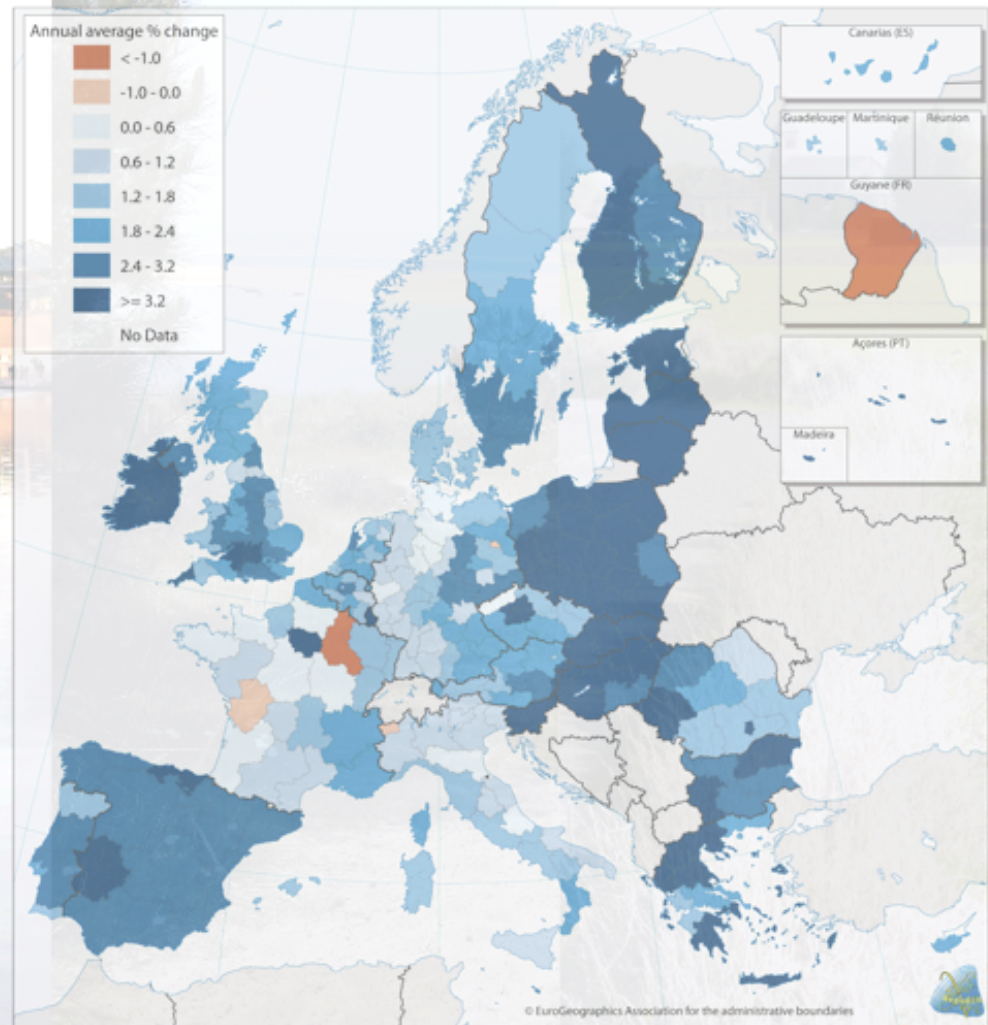 Annual average % change
< -1.0
-1.0 - 0.0
0.0 - 0.6
0.6 - 1.2
1.2 - 1.8
1.8 - 2.4
2.4 - 3.2
>= 3.2
No Data
Canarias (ES)
Guadeloupe
Martinique
Réunion
Guyane (FR)
Açores (PT)
Madeira
© EuroGeographics Association for the administrative boundaries